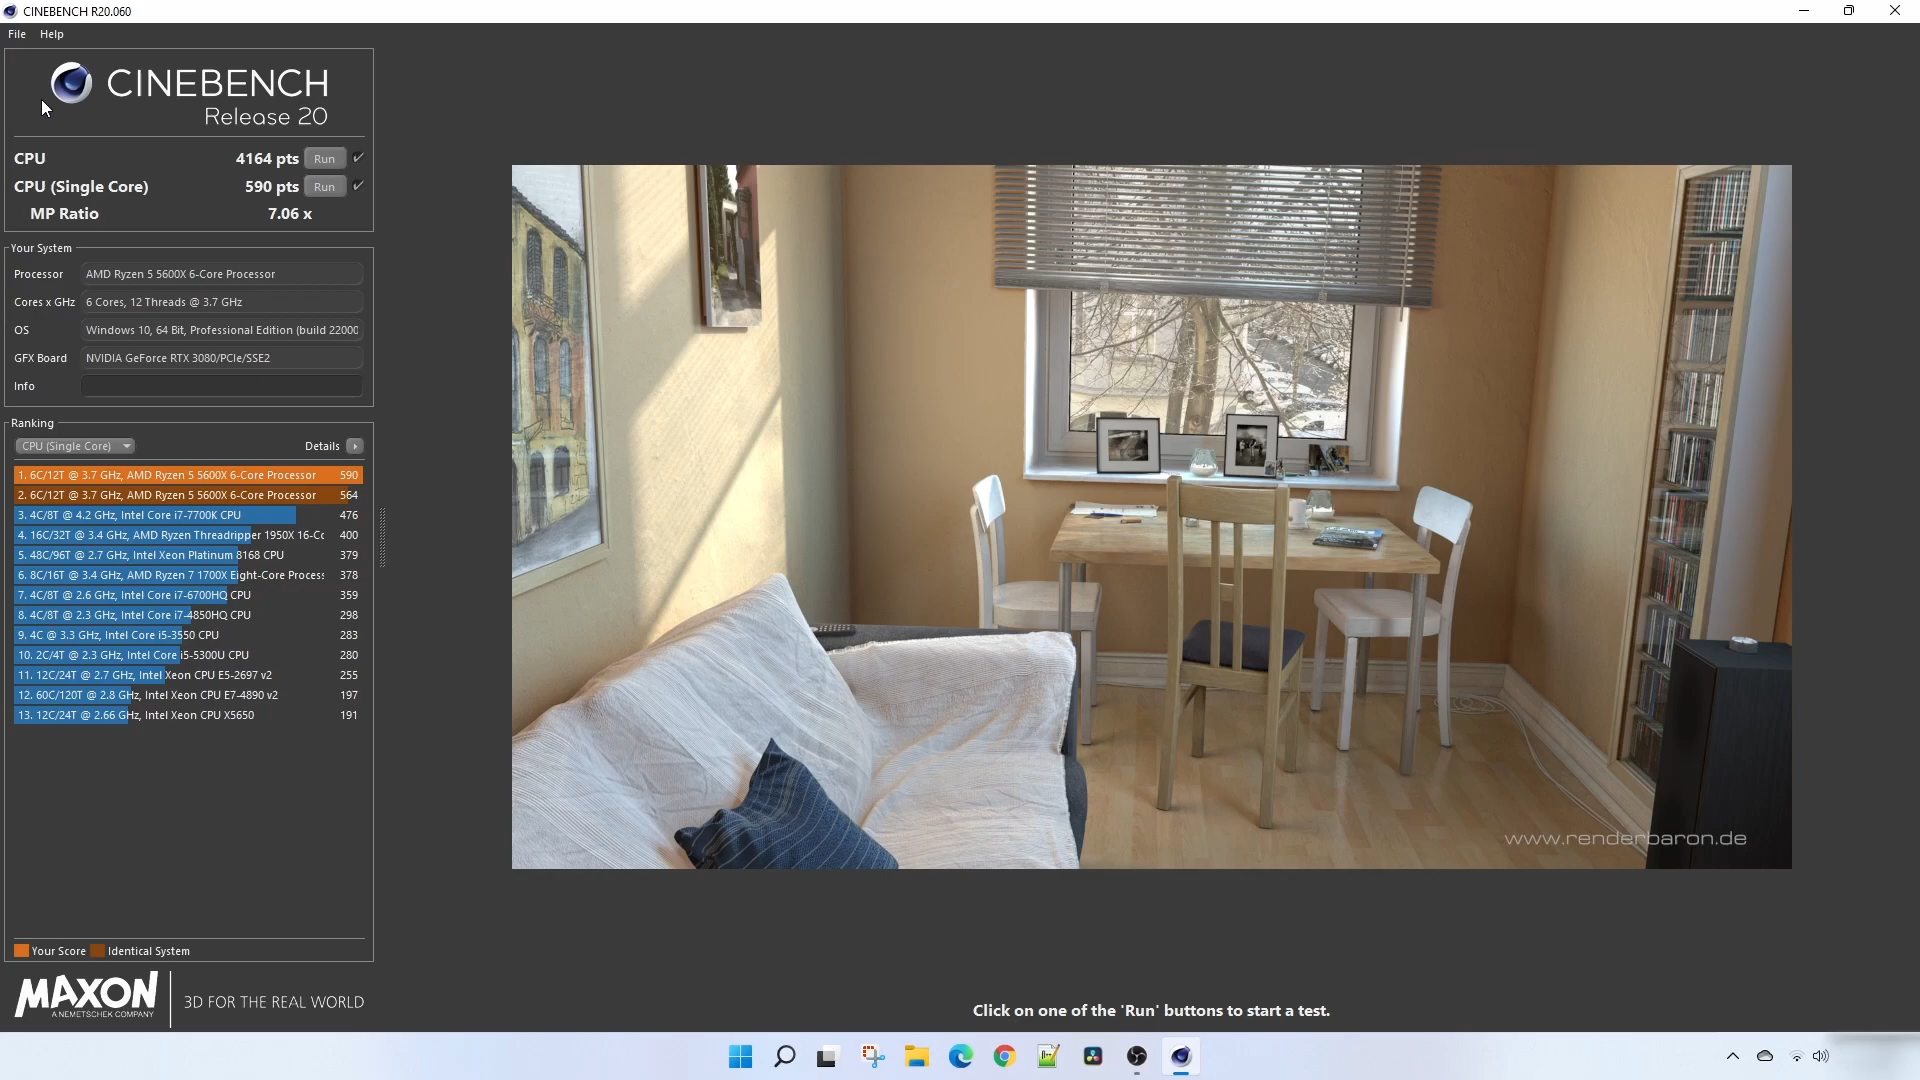 CINEBENCH R20.060
File Help
CINEBENCH
Release 20
CPU 4164 pts Run
CPU (Single Core) 590 pts Run
MP Ratio 7.06 x
Your System
Processor AMD Ryzen 5 5600X 6-Core Processor
Cores x GHz 6 Cores, 12 Threads @ 3.7 GHz
OS Windows 10, 64 Bit, Professional Edition (build 22000
GFX Board NVIDIA GeForce RTX 3080/PCIe/SSE2
Info
Ranking
CPU (Single Core) Details
1. 6C/12T @ 3.7 GHz, AMD Ryzen 5 5600X 6-Core Processor 590
2. 6C/12T @ 3.7 GHz, AMD Ryzen 5 5600X 6-Core Processor 564
3. 4C/8T @ 4.2 GHz, Intel Core i7-7700K CPU 476
4. 16C/32T @ 3.4 GHz, AMD Ryzen Threadripper 1950X 16-Cc 400
5. 48C/96T @ 2.7 GHz, Intel Xeon Platinum 8168 CPU 379
6. 8C/16T @ 3.4 GHz, AMD Ryzen 7 1700X Eight-Core Process 378
7. 4C/8T @ 2.6 GHz, Intel Core i7-6700HQ CPU 359
8. 4C/8T @ 2.3 GHz, Intel Core i7-4850HQ CPU 298
9. 4C @ 3.3 GHz, Intel Core i5-3550 CPU 283
10. 2C/4T @ 2.3 GHz, Intel Core i5-5300U CPU 280
11. 12C/24T @ 2.7 GHz, Intel Xeon CPU E5-2697 v2 255
12. 60C/120T @ 2.8 GHz, Intel Xeon CPU E7-4890 v2 197
13. 12C/24T @ 2.66 GHz, Intel Xeon CPU X5650 191
Your Score Identical System
MAXON
A NEMETSCHEK COMPANY
3D FOR THE REAL WORLD
www.renderbaron.de
Click on one of the 'Run' buttons to start a test.